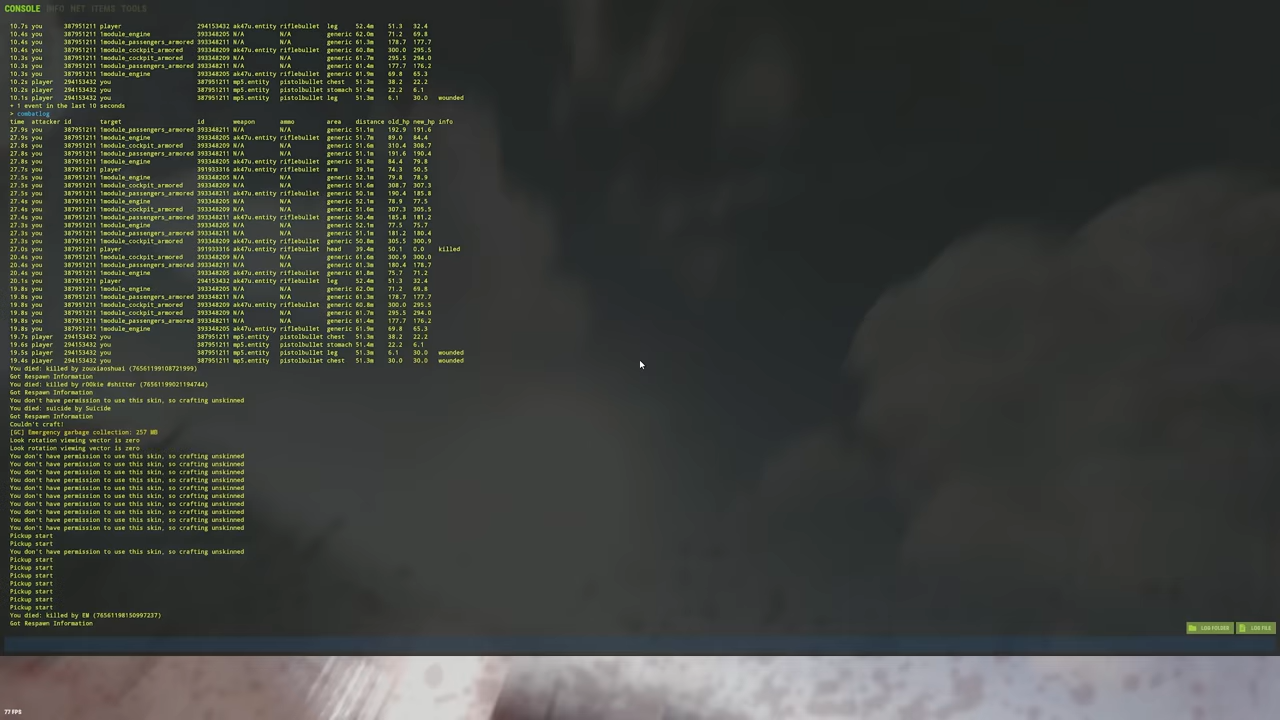 CONSOLE INFO NET ITEMS TOOLS
10.7s you 387951211 player 294153432 ak47u.entity riflebullet leg 52.4m 51.3 32.4
10.4s you 387951211 1module_engine 393348205 N/A N/A generic 62.0m 71.2 69.8
10.4s you 387951211 1module_passengers_armored 393348211 N/A N/A generic 61.3m 178.7 177.7
10.4s you 387951211 1module_cockpit_armored 393348209 ak47u.entity riflebullet generic 60.8m 300.0 295.5
10.3s you 387951211 1module_cockpit_armored 393348209 N/A N/A generic 61.7m 295.5 294.0
10.3s you 387951211 1module_passengers_armored 393348211 N/A N/A generic 61.4m 177.7 176.2
10.3s you 387951211 1module_engine 393348205 ak47u.entity riflebullet generic 61.9m 69.8 65.3
10.2s player 294153432 you 387951211 mp5.entity pistolbullet chest 51.3m 38.2 22.2
10.2s player 294153432 you 387951211 mp5.entity pistolbullet stomach 51.4m 22.2 6.1
10.1s player 294153432 you 387951211 mp5.entity pistolbullet leg 51.3m 6.1 30.0 wounded
+ 1 event in the last 10 seconds
> combatlog
time attacker id target id weapon ammo area distance old_hp new_hp info
27.9s you 387951211 1module_passengers_armored 393348211 N/A N/A generic 51.1m 192.9 191.6
27.9s you 387951211 1module_engine 393348205 ak47u.entity riflebullet generic 51.7m 89.0 84.4
27.8s you 387951211 1module_cockpit_armored 393348209 N/A N/A generic 51.6m 310.4 308.7
27.8s you 387951211 1module_passengers_armored 393348211 N/A N/A generic 51.1m 191.6 190.4
27.8s you 387951211 1module_engine 393348205 ak47u.entity riflebullet generic 51.8m 84.4 79.8
27.7s you 387951211 player 391933316 ak47u.entity riflebullet arm 39.1m 74.3 50.5
27.5s you 387951211 1module_engine 393348205 N/A N/A generic 52.1m 79.8 78.9
27.5s you 387951211 1module_cockpit_armored 393348209 N/A N/A generic 51.6m 308.7 307.3
27.5s you 387951211 1module_passengers_armored 393348211 ak47u.entity riflebullet generic 50.1m 190.4 185.8
27.4s you 387951211 1module_engine 393348205 N/A N/A generic 52.1m 78.9 77.5
27.4s you 387951211 1module_cockpit_armored 393348209 N/A N/A generic 51.6m 307.3 305.5
27.4s you 387951211 1module_passengers_armored 393348211 ak47u.entity riflebullet generic 50.4m 185.8 181.2
27.3s you 387951211 1module_engine 393348205 N/A N/A generic 52.1m 77.5 75.7
27.3s you 387951211 1module_passengers_armored 393348211 N/A N/A generic 51.1m 181.2 180.4
27.3s you 387951211 1module_cockpit_armored 393348209 ak47u.entity riflebullet generic 50.8m 305.5 300.9
27.0s you 387951211 player 391933316 ak47u.entity riflebullet head 39.4m 50.1 0.0 killed
20.4s you 387951211 1module_cockpit_armored 393348209 N/A N/A generic 61.6m 300.9 300.0
20.4s you 387951211 1module_passengers_armored 393348211 N/A N/A generic 61.3m 180.4 178.7
20.4s you 387951211 1module_engine 393348205 ak47u.entity riflebullet generic 61.8m 75.7 71.2
20.1s you 387951211 player 294153432 ak47u.entity riflebullet leg 52.4m 51.3 32.4
19.8s you 387951211 1module_engine 393348205 N/A N/A generic 62.0m 71.2 69.8
19.8s you 387951211 1module_passengers_armored 393348211 N/A N/A generic 61.3m 178.7 177.7
19.8s you 387951211 1module_cockpit_armored 393348209 ak47u.entity riflebullet generic 60.8m 300.0 295.5
19.8s you 387951211 1module_cockpit_armored 393348209 N/A N/A generic 61.7m 295.5 294.0
19.8s you 387951211 1module_passengers_armored 393348211 N/A N/A generic 61.4m 177.7 176.2
19.8s you 387951211 1module_engine 393348205 ak47u.entity riflebullet generic 61.9m 69.8 65.3
19.7s player 294153432 you 387951211 mp5.entity pistolbullet chest 51.3m 38.2 22.2
19.6s player 294153432 you 387951211 mp5.entity pistolbullet stomach 51.4m 22.2 6.1
19.5s player 294153432 you 387951211 mp5.entity pistolbullet leg 51.3m 6.1 30.0 wounded
19.4s player 294153432 you 387951211 mp5.entity pistolbullet chest 51.3m 30.0 30.0 wounded
You died: killed by zouxiaoshuai (76561199108721999)
Got Respawn Information
You died: killed by r00kie #shitter (76561199021194744)
Got Respawn Information
You don't have permission to use this skin, so crafting unskinned
You died: suicide by Suicide
Got Respawn Information
Couldn't craft!
[GC] Emergency garbage collection: 257 MB
Look rotation viewing vector is zero
Look rotation viewing vector is zero
You don't have permission to use this skin, so crafting unskinned
You don't have permission to use this skin, so crafting unskinned
You don't have permission to use this skin, so crafting unskinned
You don't have permission to use this skin, so crafting unskinned
You don't have permission to use this skin, so crafting unskinned
You don't have permission to use this skin, so crafting unskinned
You don't have permission to use this skin, so crafting unskinned
You don't have permission to use this skin, so crafting unskinned
You don't have permission to use this skin, so crafting unskinned
You don't have permission to use this skin, so crafting unskinned
Pickup start
Pickup start
You don't have permission to use this skin, so crafting unskinned
Pickup start
Pickup start
Pickup start
Pickup start
Pickup start
Pickup start
Pickup start
You died: killed by EM (76561198150997237)
Got Respawn Information
LOG FOLDER LOG FILE
77 FPS